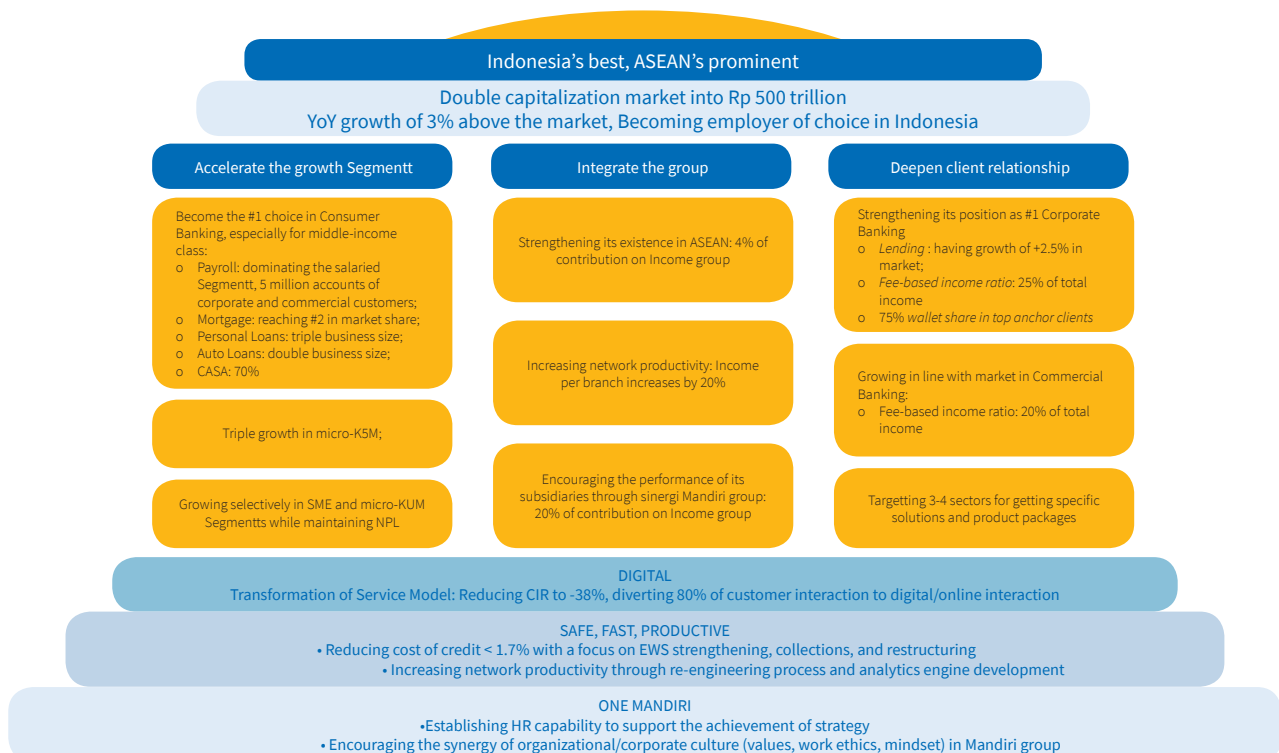 Indonesia's best, ASEAN's prominent
Double capitalization market into Rp 500 trillion
YoY growth of 3% above the market, Becoming employer of choice in Indonesia
Accelerate the growth Segmentt
Become the #1 choice in Consumer
Banking, especially for middle-income
class:
o Payroll: dominating the salaried
Segmentt, 5 million accounts of
corporate and commercial customers;
o Mortgage: reaching #2 in market share;
o Personal Loans: triple business size;
o Auto Loans: double business size;
o CASA: 70%
Triple growth in micro-K5M;
Growing selectively in SME and micro-KUM
Segmentts while maintaining NPL
Integrate the group
Strengthening its existence in ASEAN: 4% of
contribution on Income group
Increasing network productivity: Income
per branch increases by 20%
Encouraging the performance of its
subsidiaries through sinergi Mandiri group:
20% of contribution on Income group
Deepen client relationship
Strengthening its position as #1 Corporate
Banking
o Lending : having growth of +2.5% in
market;
o Fee-based income ratio: 25% of total
income
o 75% wallet share in top anchor clients
Growing in line with market in Commercial
Banking:
o Fee-based income ratio: 20% of total
income
Targetting 3-4 sectors for getting specific
solutions and product packages
DIGITAL
Transformation of Service Model: Reducing CIR to -38%, diverting 80% of customer interaction to digital/online interaction
SAFE, FAST, PRODUCTIVE
• Reducing cost of credit < 1.7% with a focus on EWS strengthening, collections, and restructuring
• Increasing network productivity through re-engineering process and analytics engine development
ONE MANDIRI
•Establishing HR capability to support the achievement of strategy
• Encouraging the synergy of organizational/corporate culture (values, work ethics, mindset) in Mandiri group